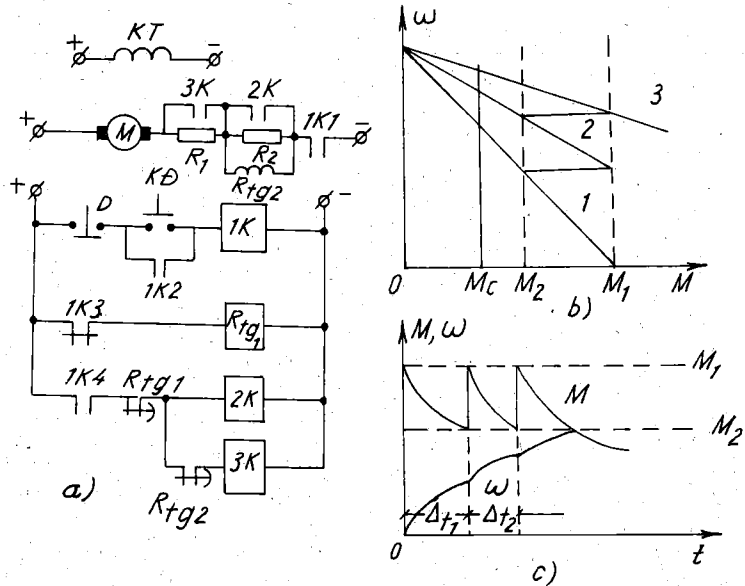 KT
+ -
3K 2K 1K1
+ M -
R1 R2
Rtg2
+ -
D KĐ 1K
1K2
1K3 Rtg1
1K4 Rtg1 2K
3K
Rtg2
a)
ω
3
2
1
0 Mc M2 M1 M
b)
M, ω
M1
M
M2
ω
Δt1 Δt2
0 t
c)